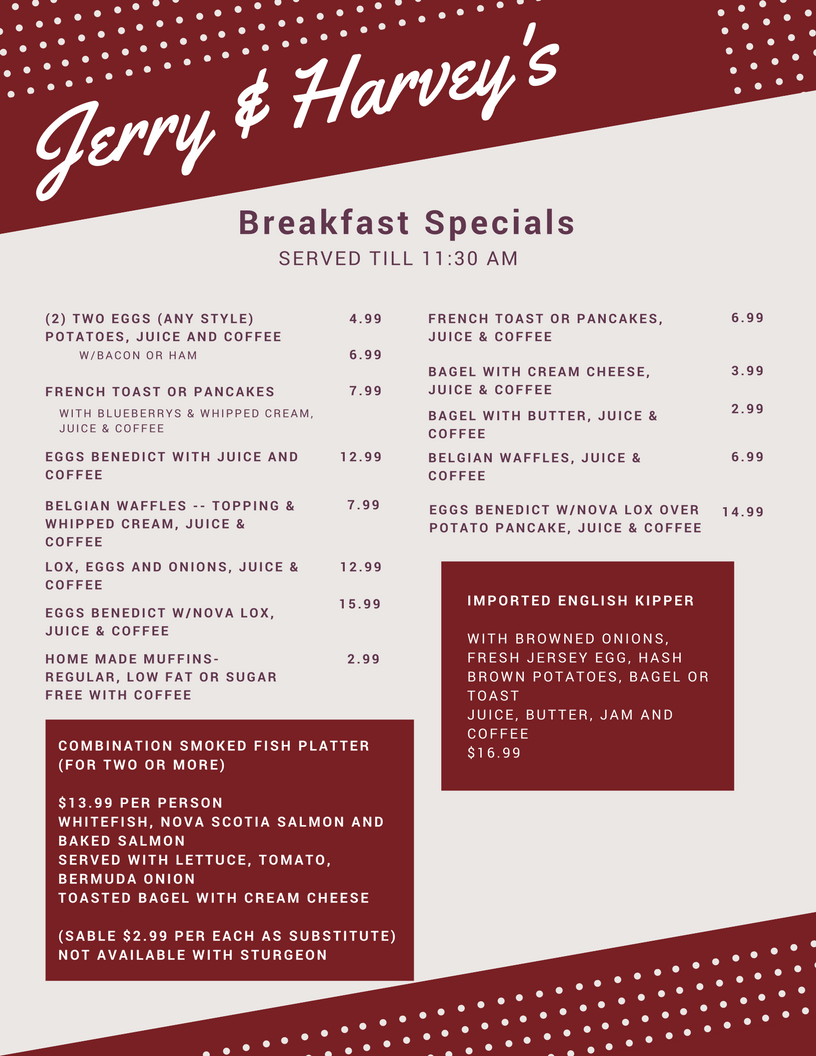 Jerry & Harvey's
Breakfast Specials
SERVED TILL 11:30 AM
(2) TWO EGGS (ANY STYLE) 4.99
POTATOES, JUICE AND COFFEE
W/BACON OR HAM 6.99
FRENCH TOAST OR PANCAKES 7.99
WITH BLUEBERRYS & WHIPPED CREAM,
JUICE & COFFEE
EGGS BENEDICT WITH JUICE AND 12.99
COFFEE
BELGIAN WAFFLES -- TOPPING & 7.99
WHIPPED CREAM, JUICE &
COFFEE
LOX, EGGS AND ONIONS, JUICE & 12.99
COFFEE
EGGS BENEDICT W/NOVA LOX, 15.99
JUICE & COFFEE
HOME MADE MUFFINS- 2.99
REGULAR, LOW FAT OR SUGAR
FREE WITH COFFEE
COMBINATION SMOKED FISH PLATTER
(FOR TWO OR MORE)
$13.99 PER PERSON
WHITEFISH, NOVA SCOTIA SALMON AND
BAKED SALMON
SERVED WITH LETTUCE, TOMATO,
BERMUDA ONION
TOASTED BAGEL WITH CREAM CHEESE
(SABLE $2.99 PER EACH AS SUBSTITUTE)
NOT AVAILABLE WITH STURGEON
FRENCH TOAST OR PANCAKES, 6.99
JUICE & COFFEE
BAGEL WITH CREAM CHEESE, 3.99
JUICE & COFFEE
BAGEL WITH BUTTER, JUICE & 2.99
COFFEE
BELGIAN WAFFLES, JUICE & 6.99
COFFEE
EGGS BENEDICT W/NOVA LOX OVER 14.99
POTATO PANCAKE, JUICE & COFFEE
IMPORTED ENGLISH KIPPER
WITH BROWNED ONIONS,
FRESH JERSEY EGG, HASH
BROWN POTATOES, BAGEL OR
TOAST
JUICE, BUTTER, JAM AND
COFFEE
$16.99